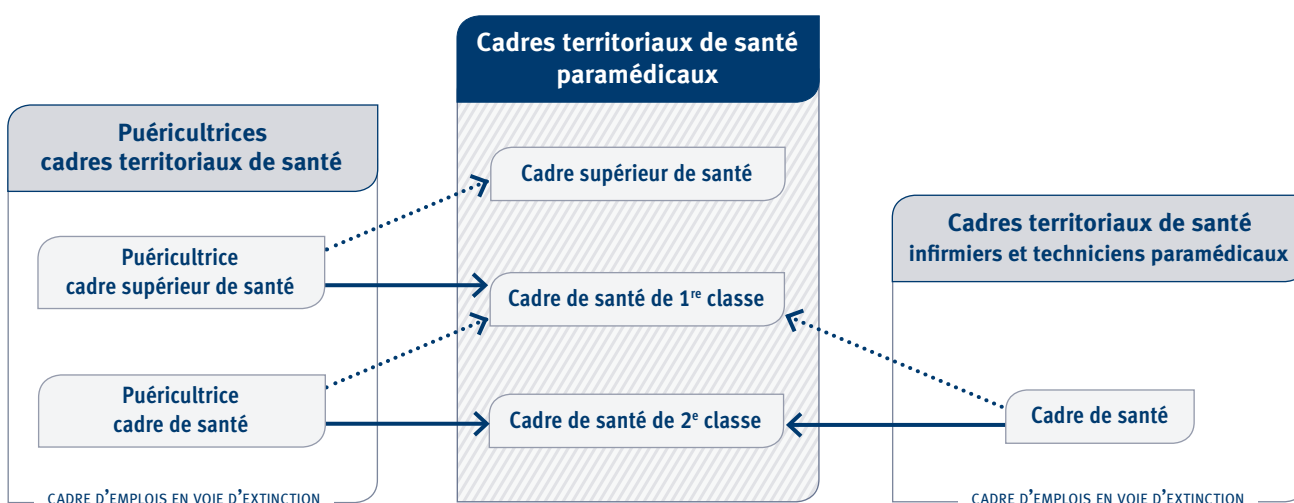 Cadres territoriaux de santé
paramédicaux
Puéricultrices
cadres territoriaux de santé
Cadre supérieur de santé
Cadres territoriaux de santé
infirmiers et techniciens paramédicaux
Puéricultrice
cadre supérieur de santé
Cadre de santé de 1re classe
Puéricultrice
cadre de santé
Cadre de santé de 2e classe
Cadre de santé
CADRE D'EMPLOIS EN VOIE D'EXTINCTION
CADRE D'EMPLOIS EN VOIE D'EXTINCTION